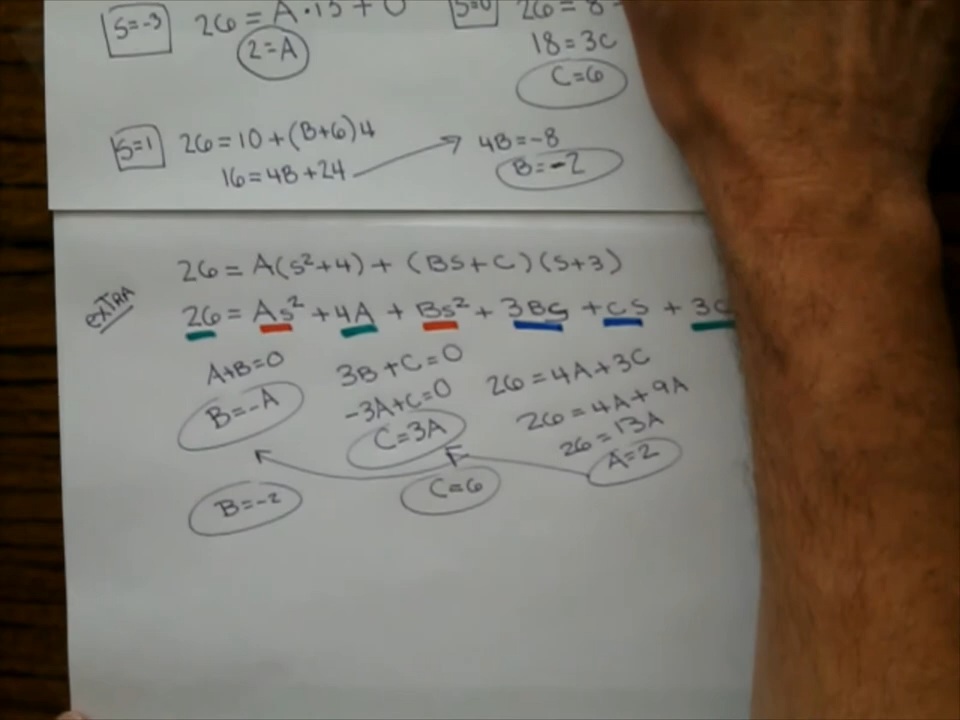 S=-3 26 = A·13 + 0 S=0 26 = 8
2=A 18=3C
C=6
S=1 26=10+(B+6)4 4B=-8
16=4B+24 B=-2
26 = A(s²+4) + (Bs+C)(s+3)
extra 26 = As² + 4A + Bs² + 3Bs + Cs + 3C
A+B=0 3B+C=0 26=4A+3C
B=-A -3A+C=0 26=4A+9A
C=3A 26=13A
A=2
B=-2 C=6